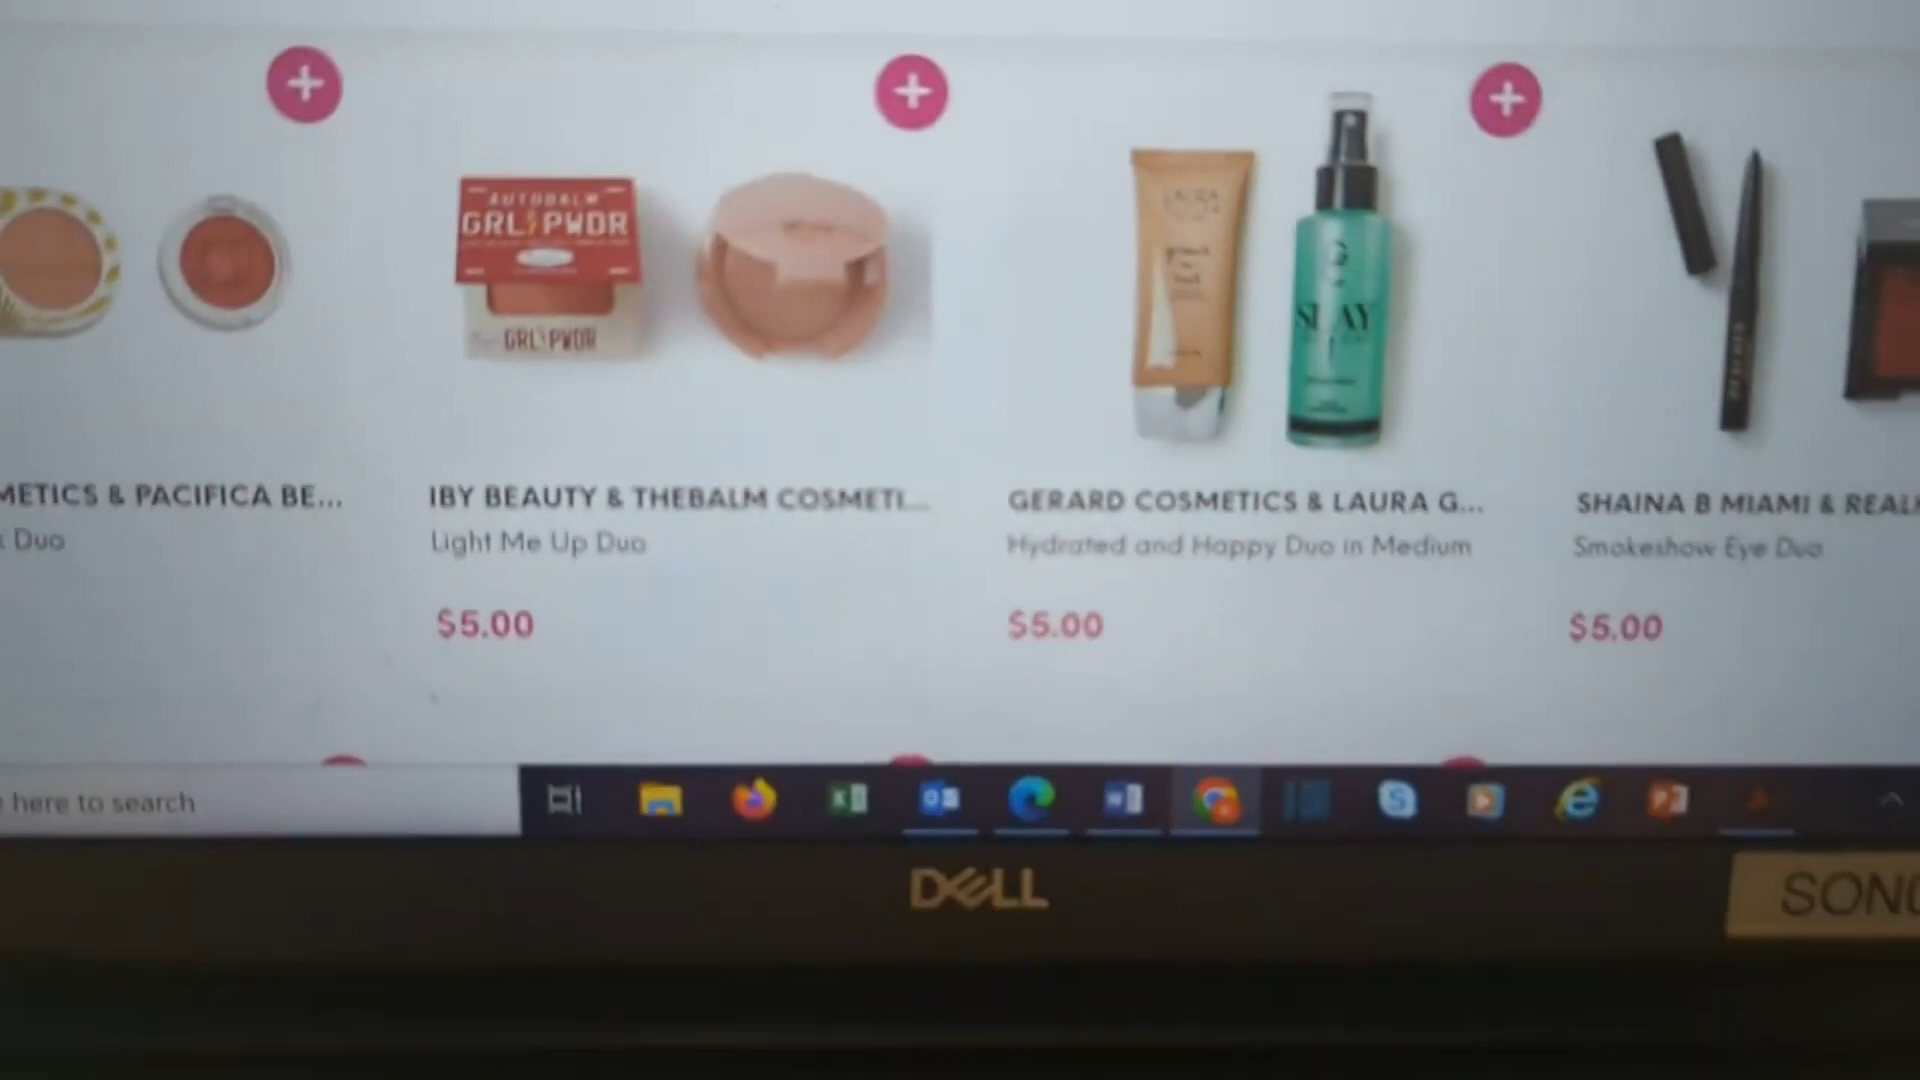 AUTOBALM
GRL PWDR
GRL PWDR
LAURA
SLAY
METICS & PACIFICA BE...
IBY BEAUTY & THEBALM COSMETI...
GERARD COSMETICS & LAURA G...
SHAINA B MIAMI & REAL
Duo
Light Me Up Duo
Hydrated and Happy Duo in Medium
Smokeshow Eye Duo
$5.00
$5.00
$5.00
here to search
DELL
SON